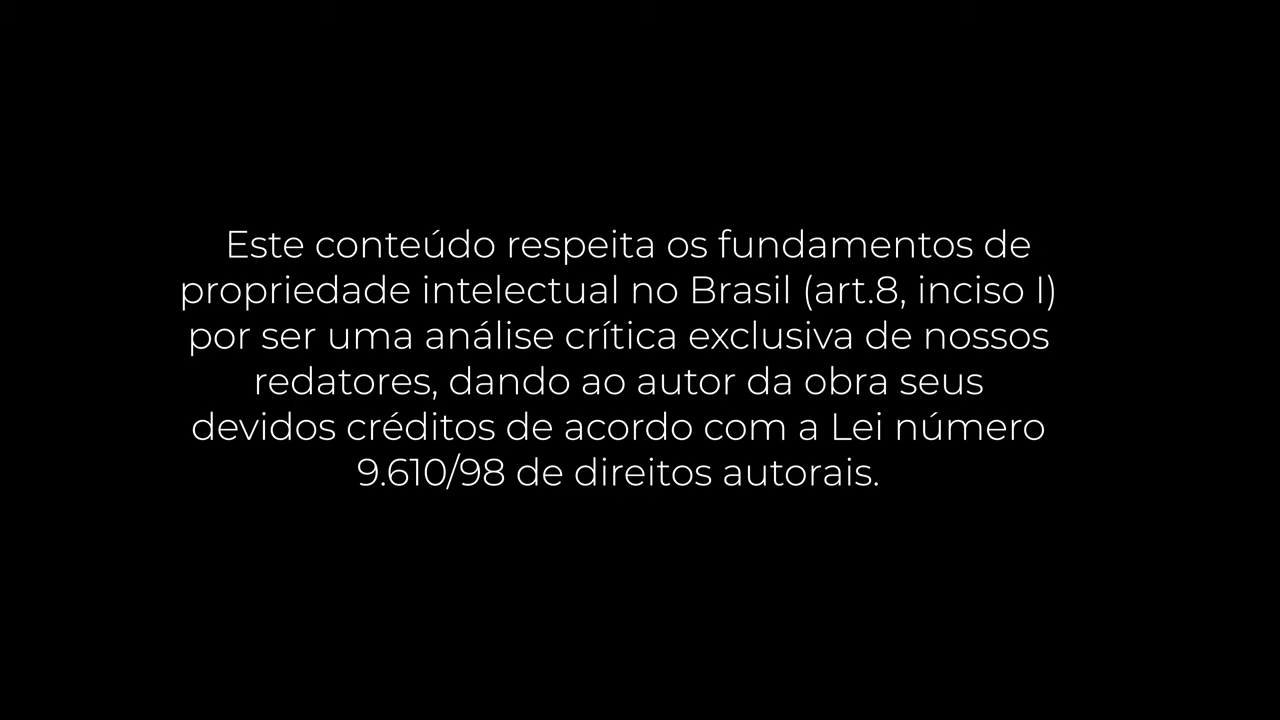 Este conteúdo respeita os fundamentos de
propriedade intelectual no Brasil (art.8, inciso I)
por ser uma análise crítica exclusiva de nossos
redatores, dando ao autor da obra seus
devidos créditos de acordo com a Lei número
9.610/98 de direitos autorais.